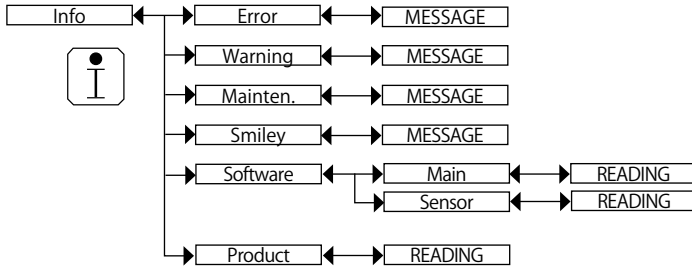 Info Error MESSAGE
Warning MESSAGE
Mainten. MESSAGE
Smiley MESSAGE
Software Main READING
Sensor READING
Product READING